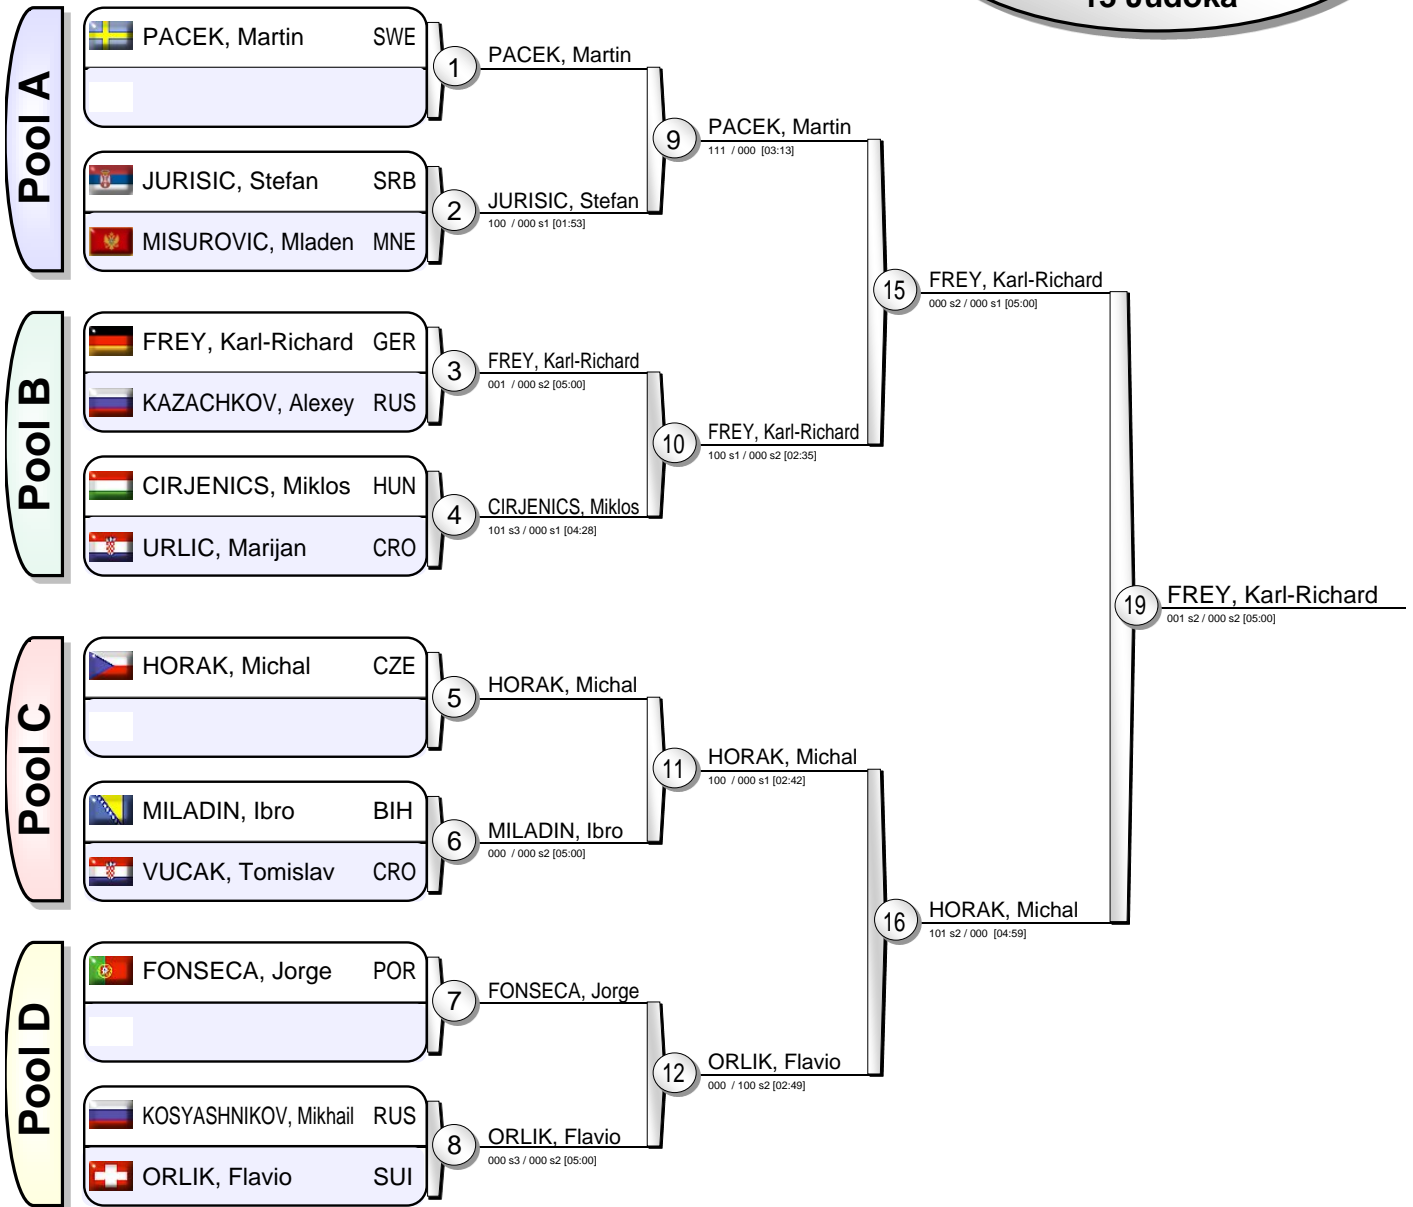 15 Judoka
Pool A
PACEK, Martin SWE
1
PACEK, Martin
JURISIC, Stefan SRB
MISUROVIC, Mladen MNE
2
JURISIC, Stefan
100 / 000 s1 [01:53]
9
PACEK, Martin
111 / 000 [03:13]
Pool B
FREY, Karl-Richard GER
KAZACHKOV, Alexey RUS
3
FREY, Karl-Richard
001 / 000 s2 [05:00]
CIRJENICS, Miklos HUN
URLIC, Marijan CRO
4
CIRJENICS, Miklos
101 s3 / 000 s1 [04:28]
10
FREY, Karl-Richard
100 s1 / 000 s2 [02:35]
15
FREY, Karl-Richard
000 s2 / 000 s1 [05:00]
Pool C
HORAK, Michal CZE
5
HORAK, Michal
MILADIN, Ibro BIH
VUCAK, Tomislav CRO
6
MILADIN, Ibro
000 / 000 s2 [05:00]
11
HORAK, Michal
100 / 000 s1 [02:42]
Pool D
FONSECA, Jorge POR
7
FONSECA, Jorge
KOSYASHNIKOV, Mikhail RUS
ORLIK, Flavio SUI
8
ORLIK, Flavio
000 s3 / 000 s2 [05:00]
12
ORLIK, Flavio
000 / 100 s2 [02:49]
16
HORAK, Michal
101 s2 / 000 [04:59]
19
FREY, Karl-Richard
001 s2 / 000 s2 [05:00]